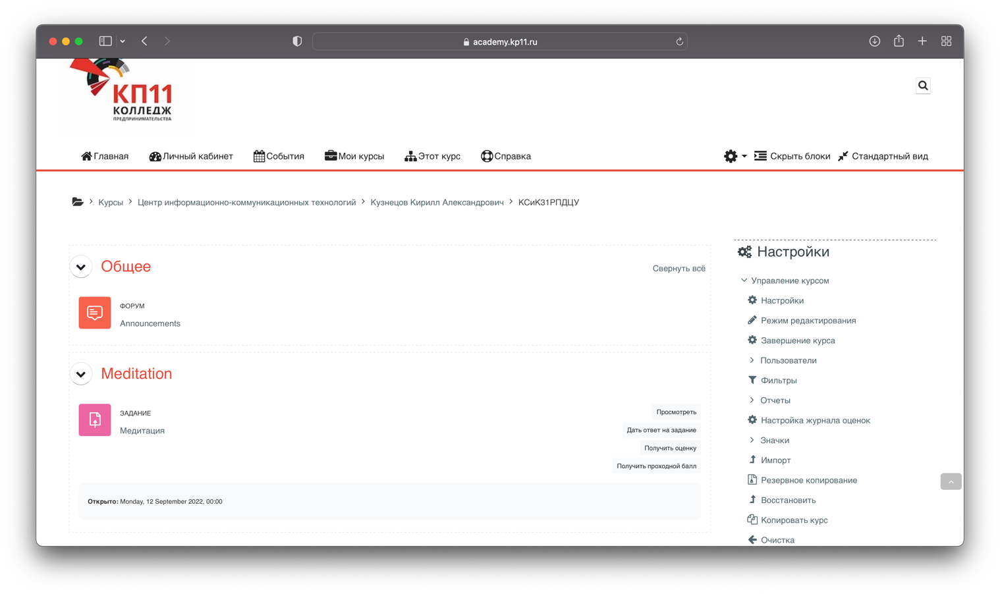 academy.kp11.ru
КП11
КОЛЛЕДЖ
ПРЕДПРИНИМАТЕЛЬСТВА
Главная Личный кабинет События Мои курсы Этот курс Справка Скрыть блоки Стандартный вид
Курсы Центр информационно-коммуникационных технологий Кузнецов Кирилл Александрович КСиК31РПДЦУ
Общее
Свернуть всё
ФОРУМ
Announcements
Meditation
ЗАДАНИЕ
Медитация
Просмотреть
Дать ответ на задание
Получить оценку
Получить проходной балл
Открыто: Monday, 12 September 2022, 00:00
Настройки
Управление курсом
Настройки
Режим редактирования
Завершение курса
Пользователи
Фильтры
Отчеты
Настройка журнала оценок
Значки
Импорт
Резервное копирование
Восстановить
Копировать курс
Очистка